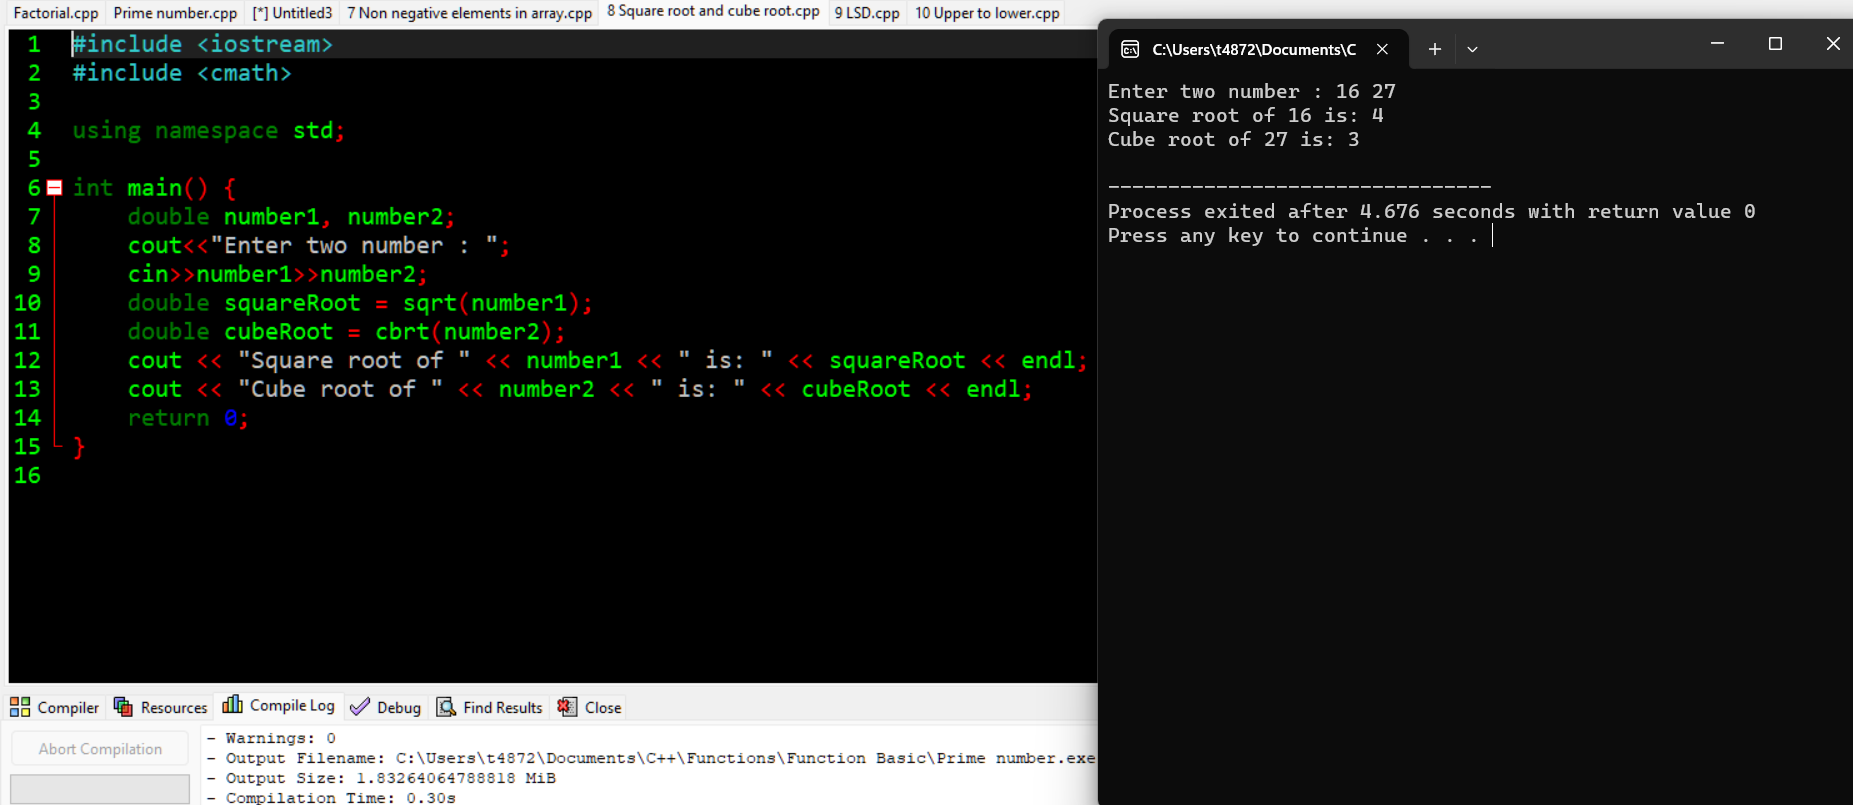 Factorial.cpp Prime number.cpp [*] Untitled3 7 Non negative elements in array.cpp 8 Square root and cube root.cpp 9 LSD.cpp 10 Upper to lower.cpp
1 #include <iostream>
2 #include <cmath>
3
4 using namespace std;
5
6 int main() {
7 double number1, number2;
8 cout<<"Enter two number : ";
9 cin>>number1>>number2;
10 double squareRoot = sqrt(number1);
11 double cubeRoot = cbrt(number2);
12 cout << "Square root of " << number1 << " is: " << squareRoot << endl;
13 cout << "Cube root of " << number2 << " is: " << cubeRoot << endl;
14 return 0;
15 }
16
C:\Users\t4872\Documents\C
Enter two number : 16 27
Square root of 16 is: 4
Cube root of 27 is: 3
--------------------------------
Process exited after 4.676 seconds with return value 0
Press any key to continue . . .
Compiler Resources Compile Log Debug Find Results Close
Abort Compilation
- Warnings: 0
- Output Filename: C:\Users\t4872\Documents\C++\Functions\Function Basic\Prime number.exe
- Output Size: 1.83264064788818 MiB
- Compilation Time: 0.30s